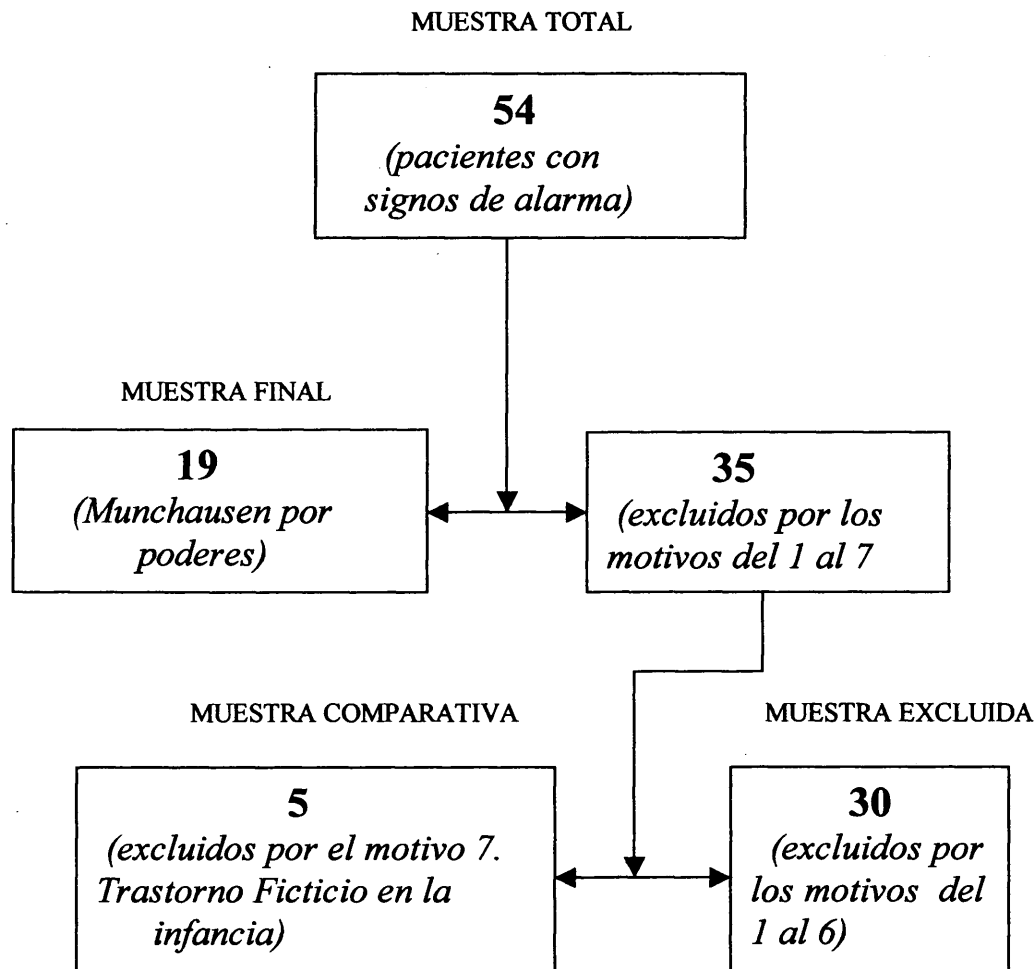 MUESTRA TOTAL
54
(pacientes con
signos de alarma)
MUESTRA FINAL
19
(Munchausen por
poderes)
35
(excluidos por los
motivos del 1 al 7
MUESTRA COMPARATIVA
5
(excluidos por el motivo 7.
Trastorno Ficticio en la
infancia)
MUESTRA EXCLUIDA
30
(excluidos por
los motivos del
1 al 6)